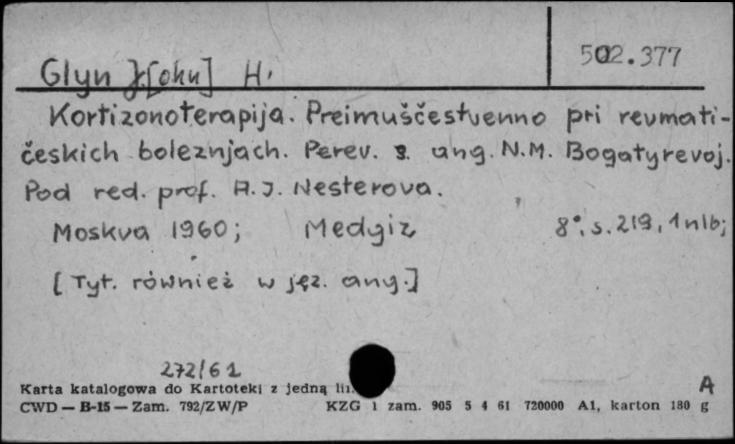 502.377
Glyn J.[ohn] H.
Kortizonoterapija. Preimuščestvenno pri revmati-
českich boleznjach. Perev. s. ang. N.M. Bogatyrevoj.
Pod red. prof. A.I. Nesterova.
Moskva 1960; Medgiz 8°, s. 219, 1 nlb;
[Tyt. również w jęz. ang.]
272/61
Karta katalogowa do Kartoteki z jedną A
CWD — B-15 — Zam. 792/ZW/P KZG 1 zam. 905 5 4 61 720000 A1, karton 180 g